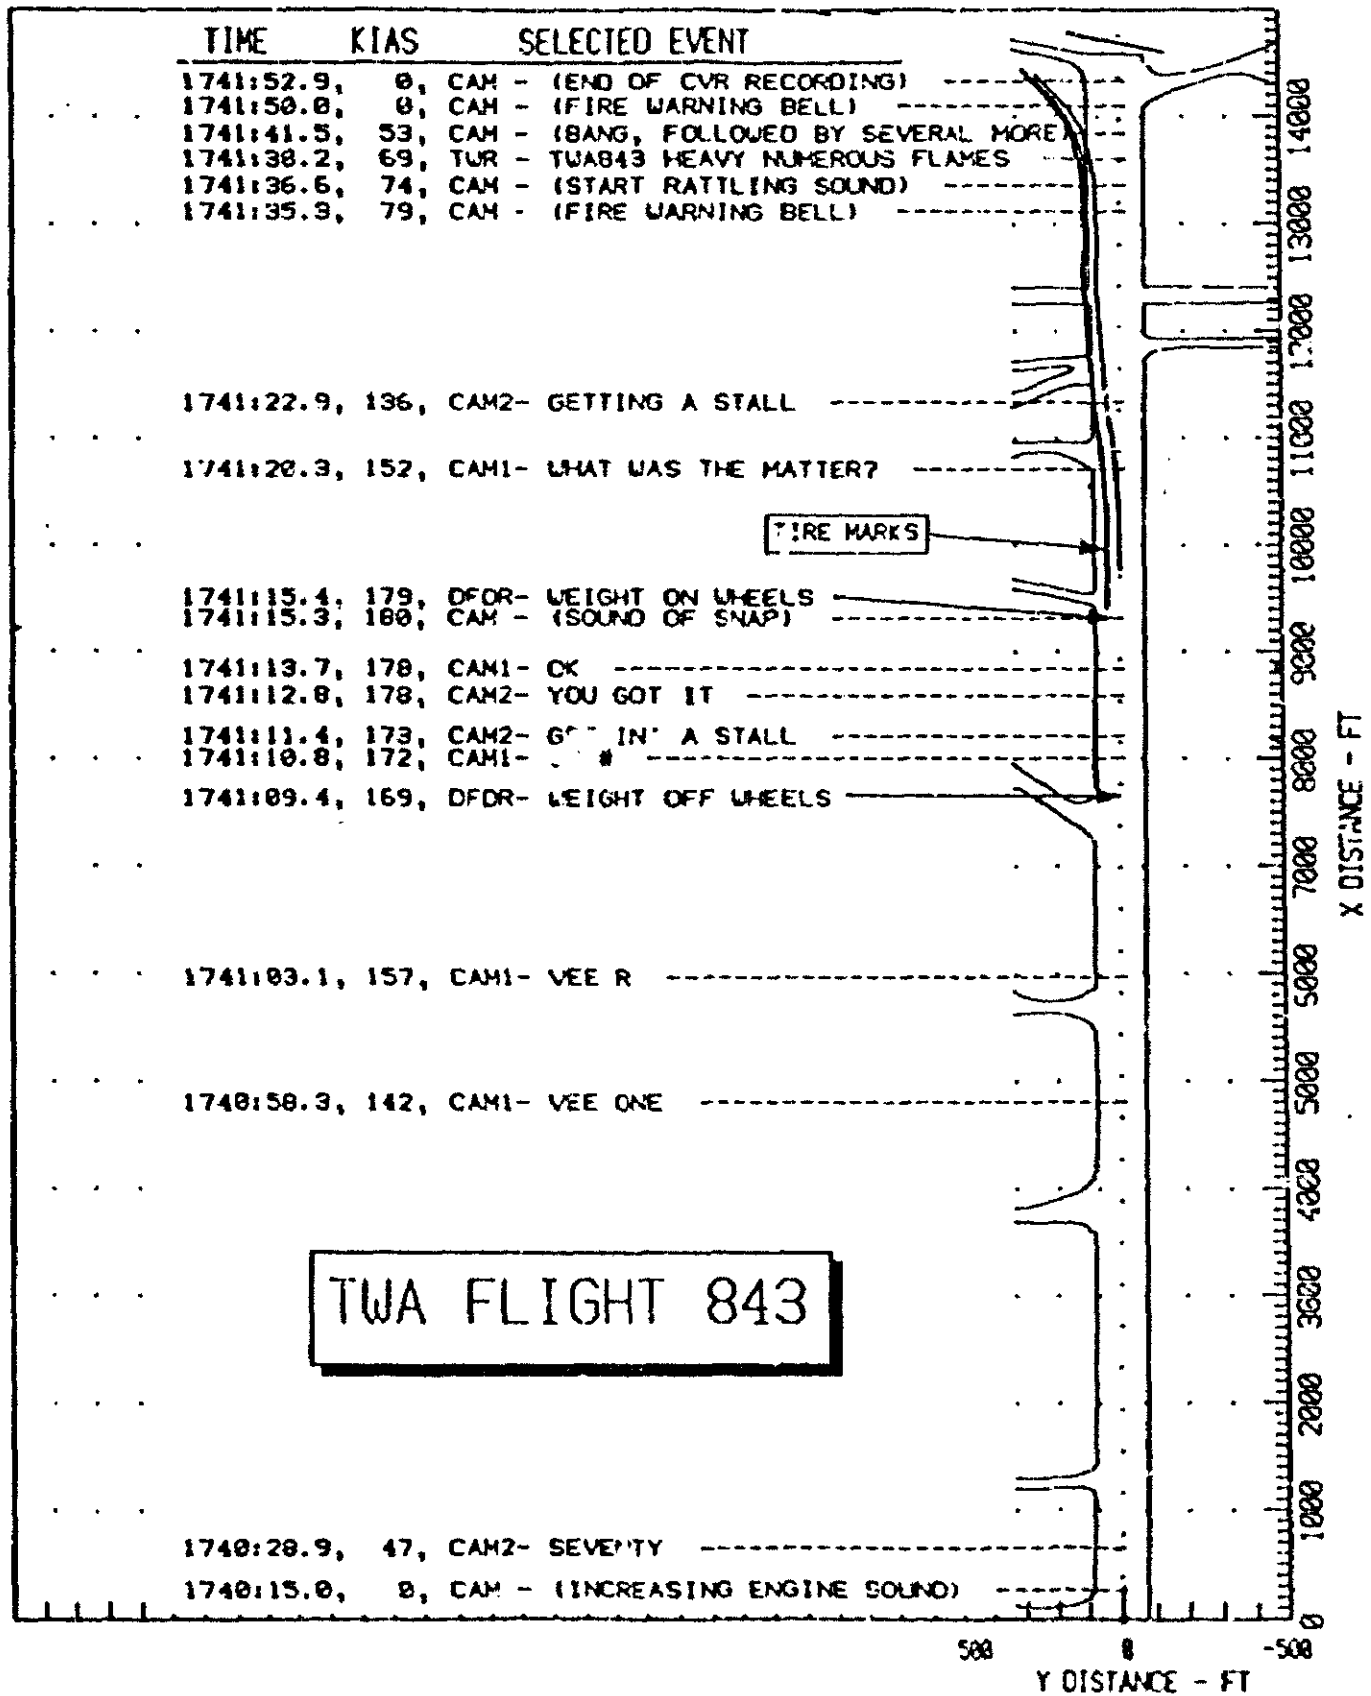 TIME KIAS SELECTED EVENT
1741:52.9, 0, CAM - (END OF CVR RECORDING)
1741:50.0, 0, CAM - (FIRE WARNING BELL)
1741:41.5, 53, CAM - (BANG, FOLLOWED BY SEVERAL MORE)
1741:38.2, 69, TWR - TWA843 HEAVY NUMEROUS FLAMES
1741:36.6, 74, CAM - (START RATTLING SOUND)
1741:35.3, 79, CAM - (FIRE WARNING BELL)
1741:22.9, 136, CAM2- GETTING A STALL
1741:20.3, 152, CAM1- WHAT WAS THE MATTER?
TIRE MARKS
1741:15.4, 179, DFDR- WEIGHT ON WHEELS
1741:15.3, 180, CAM - (SOUND OF SNAP)
1741:13.7, 178, CAM1- OK
1741:12.8, 178, CAM2- YOU GOT IT
1741:11.4, 173, CAM2- A STALL
1741:10.8, 172, CAM1- #
1741:09.4, 169, DFDR- WEIGHT OFF WHEELS
1741:03.1, 157, CAM1- VEE R
1740:58.3, 142, CAM1- VEE ONE
TWA FLIGHT 843
1740:28.9, 47, CAM2- SEVENTY
1740:15.0, 0, CAM - (INCREASING ENGINE SOUND)
14000
13000
12000
11000
10000
9000
8000
7000
6000
5000
4000
3000
2000
1000
0
X DISTANCE - FT
500 0 -500
Y DISTANCE - FT